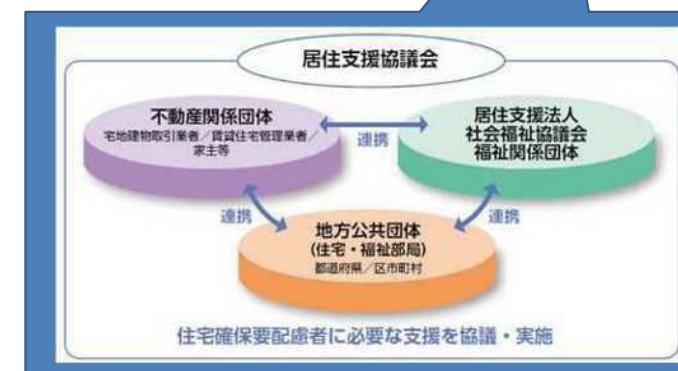 居住支援協議会
不動産関係団体
宅地建物取引業者／賃貸住宅管理業者／
家主等
連携
居住支援法人
社会福祉協議会
福祉関係団体
連携
連携
地方公共団体
(住宅・福祉部局)
都道府県／区市町村
住宅確保要配慮者に必要な支援を協議・実施